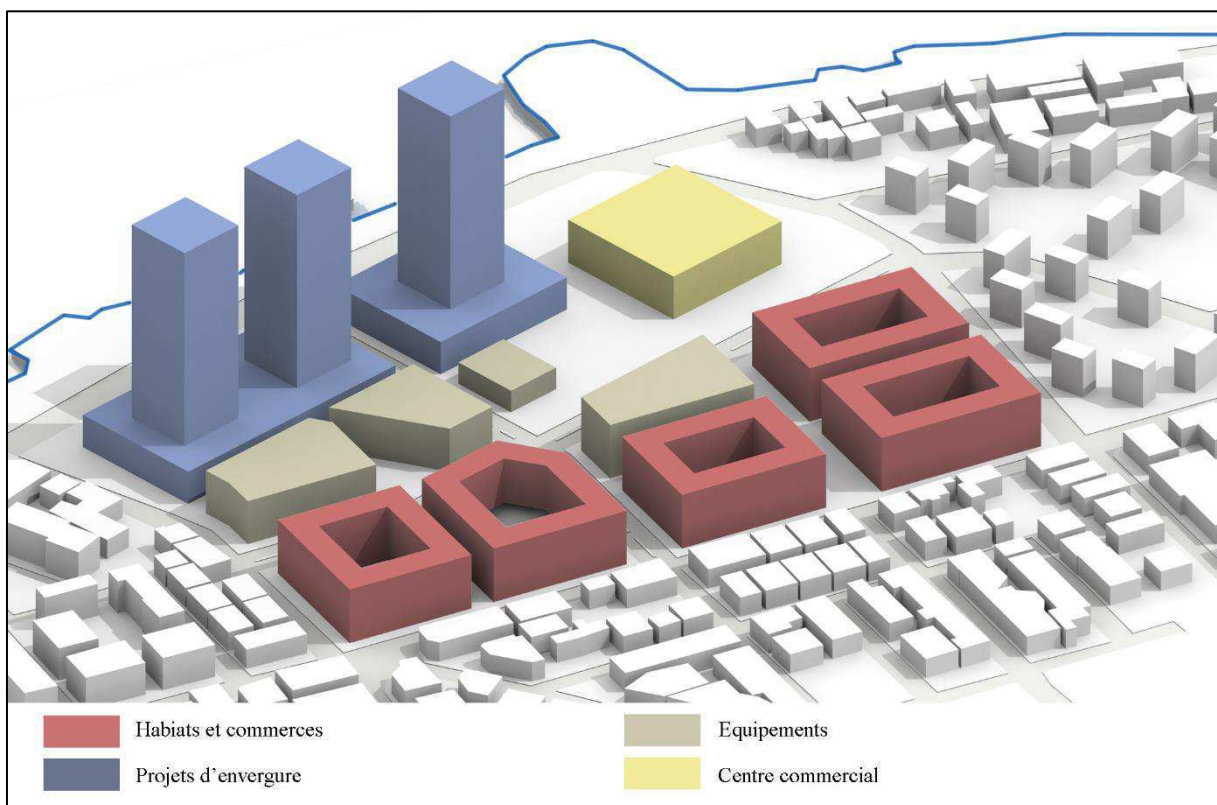 Habiats et commerces
Equipements
Projets d'envergure
Centre commercial